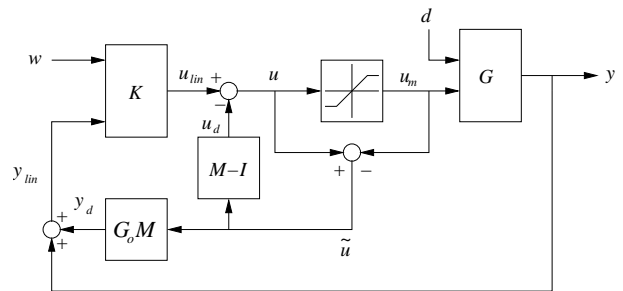 d
w
K
u_lin
+
−
u
u_m
G
y
u_d
M−I
+
−
y_lin
y_d
+
+
G_oM
ũ